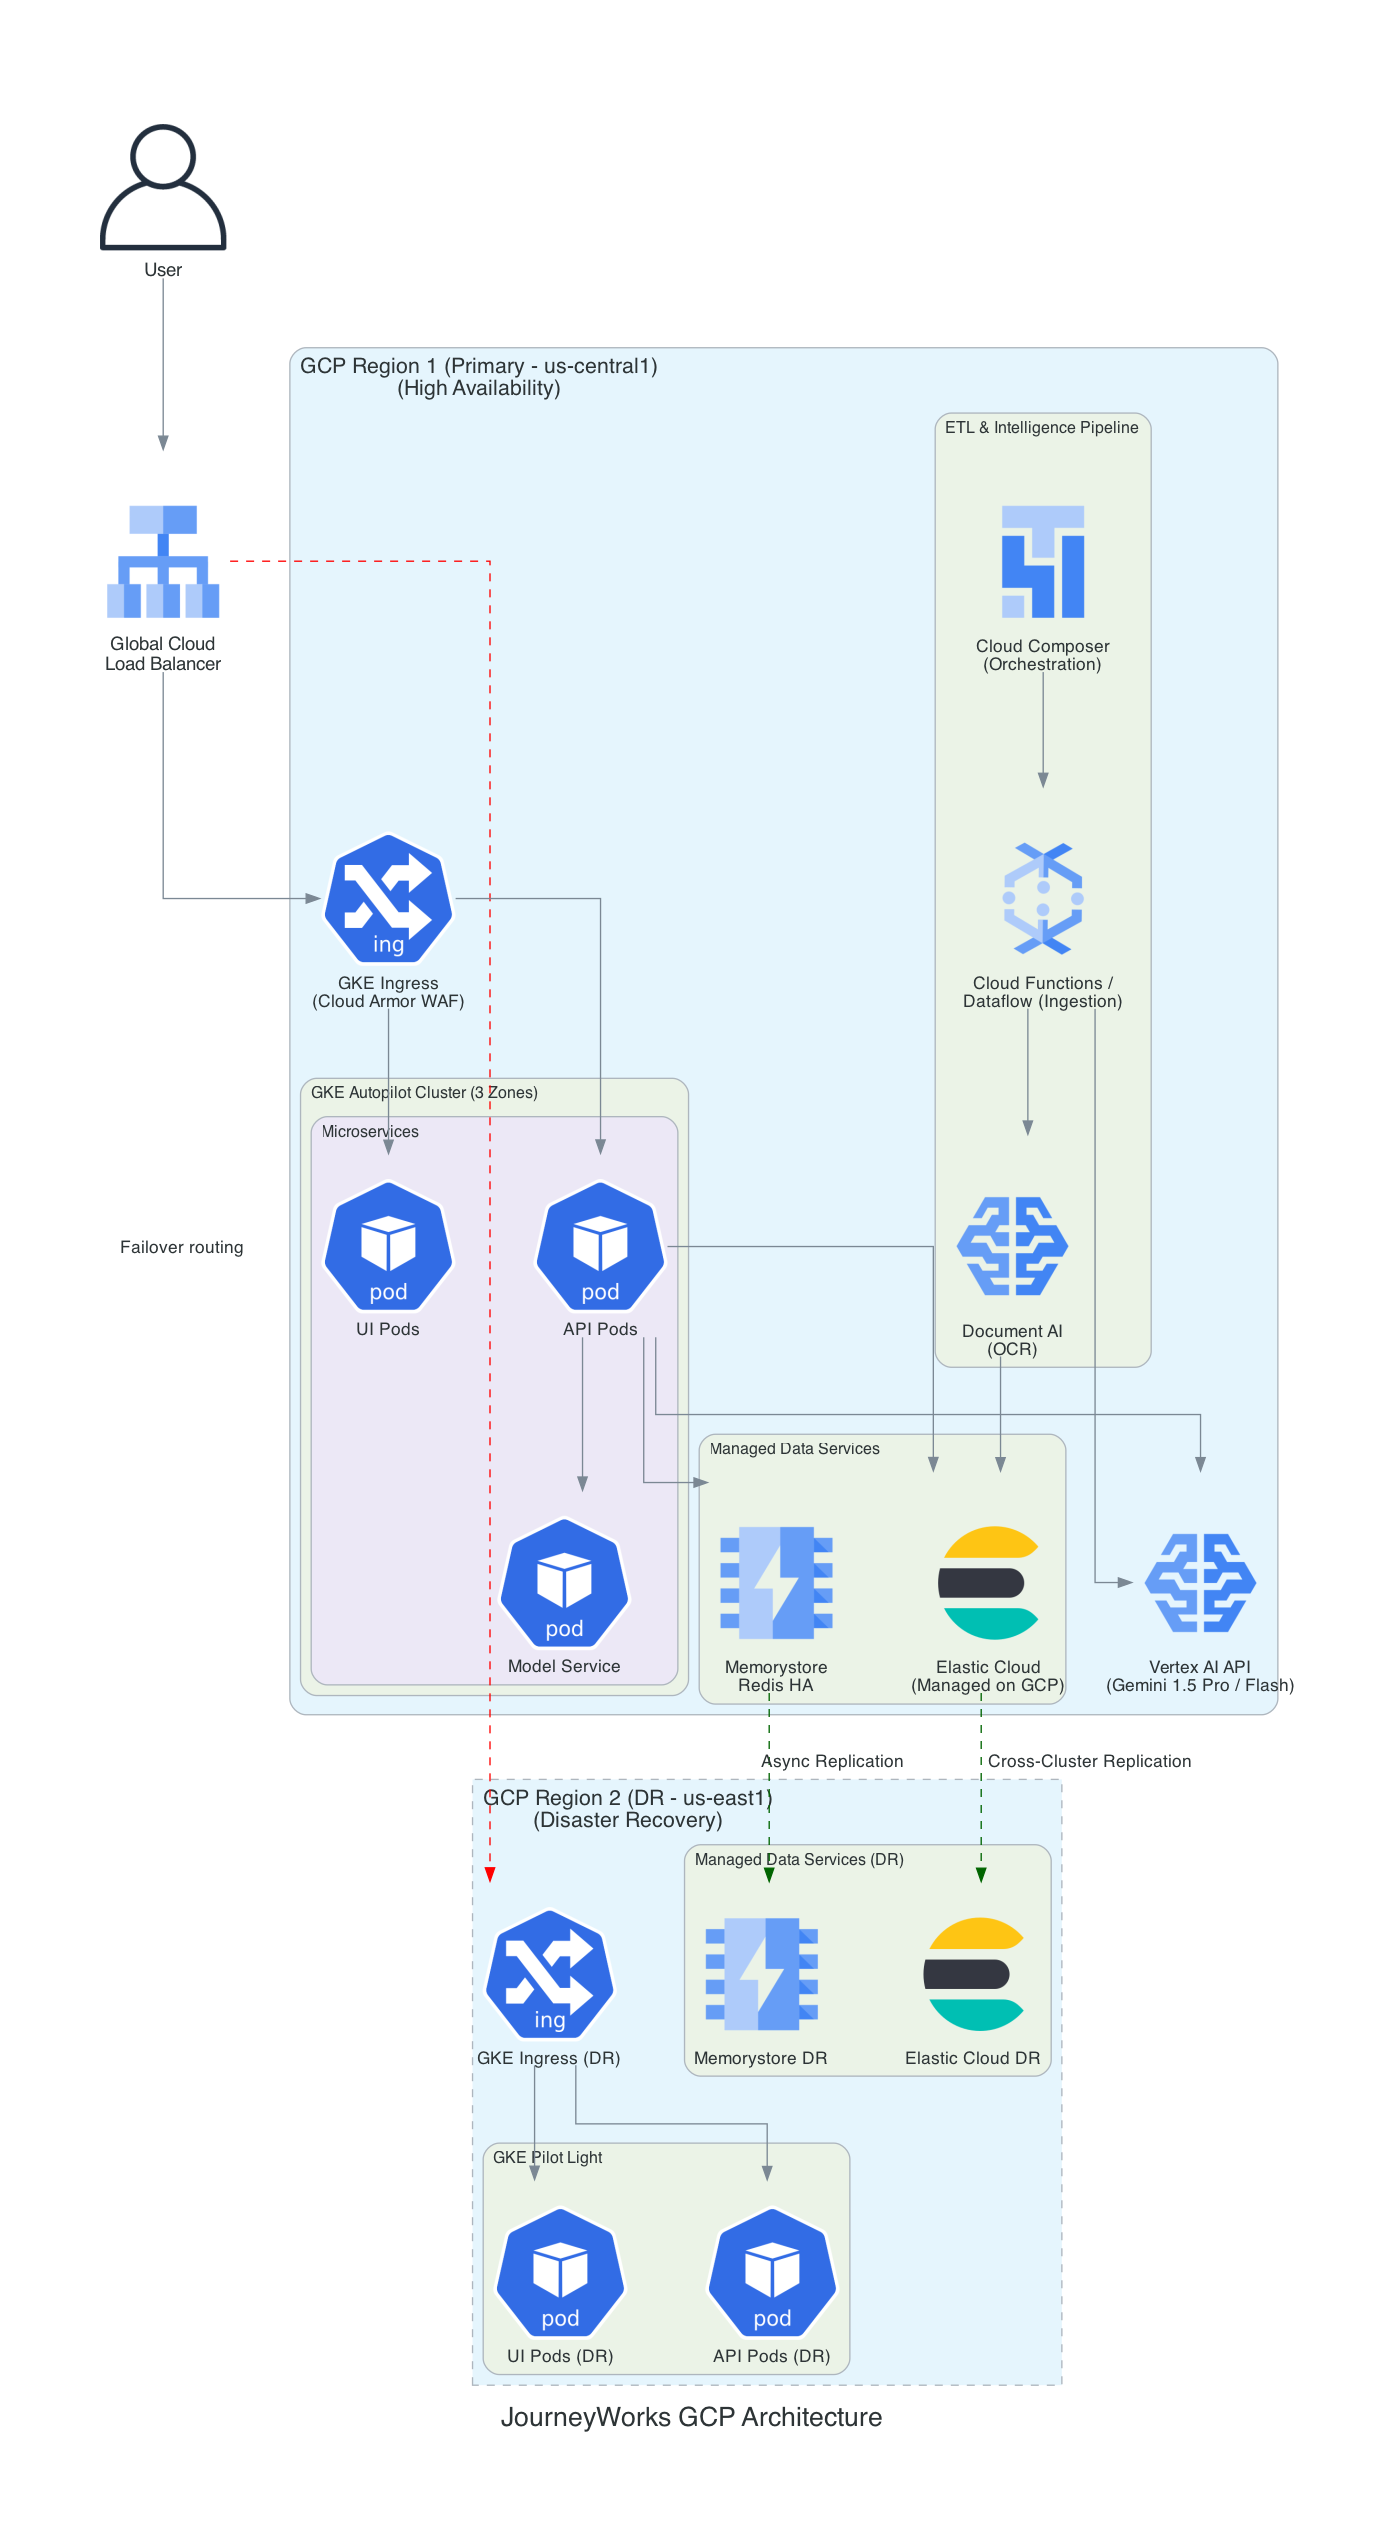 User
GCP Region 1 (Primary - us-central1)
(High Availability)
ETL & Intelligence Pipeline
Global Cloud
Load Balancer
Cloud Composer
(Orchestration)
ing
GKE Ingress
(Cloud Armor WAF)
Cloud Functions /
Dataflow (Ingestion)
GKE Autopilot Cluster (3 Zones)
Microservices
Failover routing
pod
UI Pods
pod
API Pods
Document AI
(OCR)
Managed Data Services
pod
Model Service
Memorystore
Redis HA
Elastic Cloud
(Managed on GCP)
Vertex AI API
(Gemini 1.5 Pro / Flash)
Async Replication
Cross-Cluster Replication
GCP Region 2 (DR - us-east1)
(Disaster Recovery)
Managed Data Services (DR)
ing
GKE Ingress (DR)
Memorystore DR
Elastic Cloud DR
GKE Pilot Light
pod
UI Pods (DR)
pod
API Pods (DR)
JourneyWorks GCP Architecture